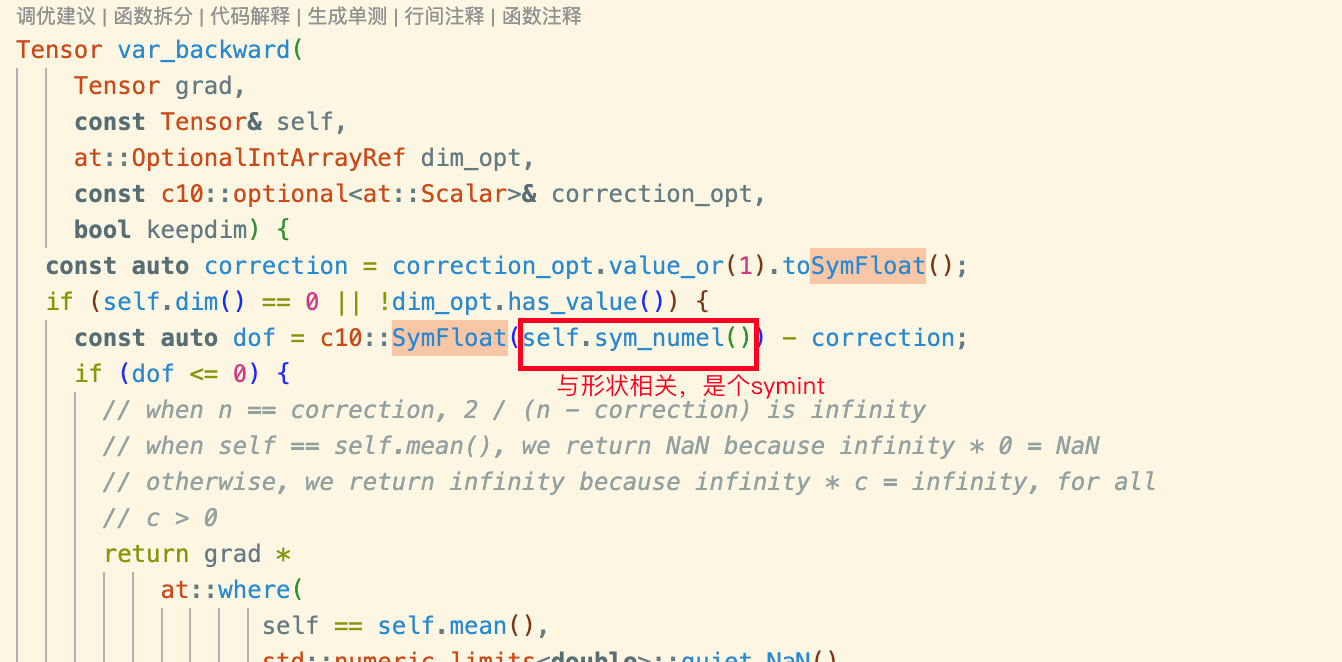 调优建议 | 函数拆分 | 代码解释 | 生成单测 | 行间注释 | 函数注释
Tensor var_backward(
Tensor grad,
const Tensor& self,
at::OptionalIntArrayRef dim_opt,
const c10::optional<at::Scalar>& correction_opt,
bool keepdim) {
const auto correction = correction_opt.value_or(1).toSymFloat();
if (self.dim() == 0 || !dim_opt.has_value()) {
const auto dof = c10::SymFloat(self.sym_numel()) - correction;
if (dof <= 0) {
与形状相关，是个symint
// when n == correction, 2 / (n - correction) is infinity
// when self == self.mean(), we return NaN because infinity * 0 = NaN
// otherwise, we return infinity because infinity * c = infinity, for all
// c > 0
return grad *
at::where(
self == self.mean(),
std::numeric_limits<double>::quiet_NaN()